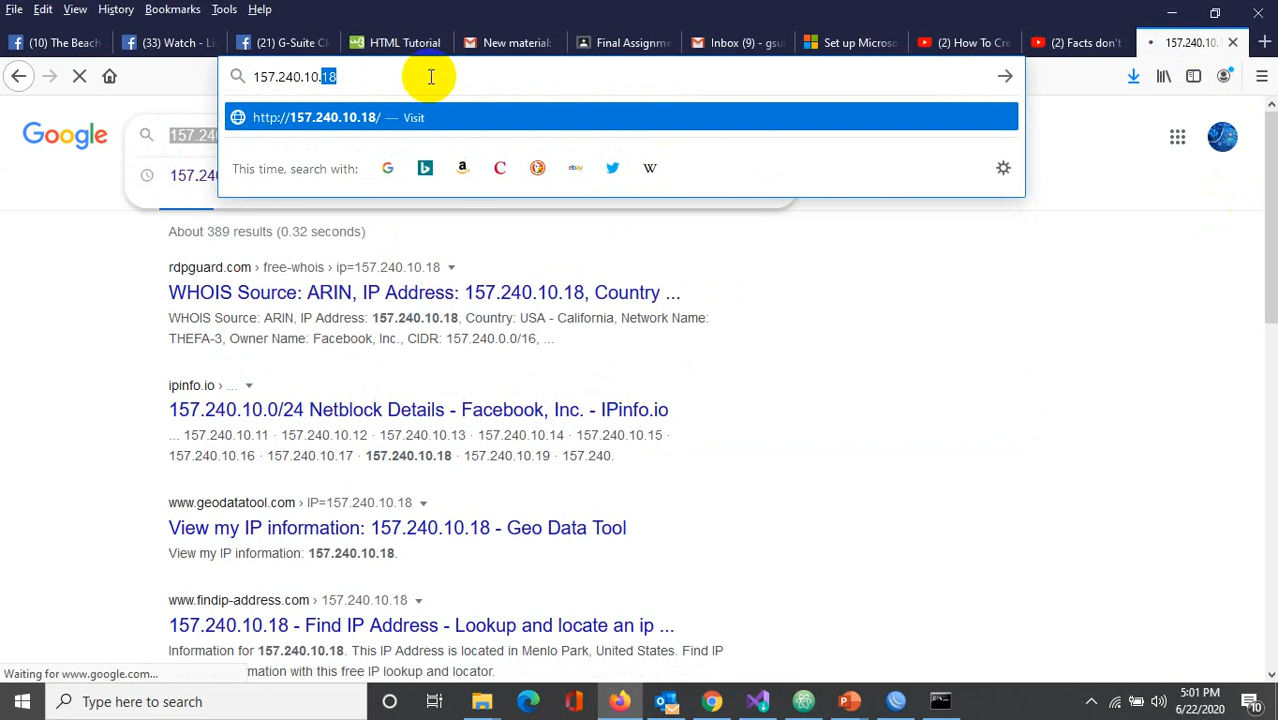 File Edit View History Bookmarks Tools Help
(10) The Beach
(33) Watch - Liv
(21) G-Suite Cl
HTML Tutorial
New material:
Final Assignme
Inbox (9) - gsui
Set up Microso
(2) How To Cre
(2) Facts don't
157.240.10.1
157.240.10.18
http://157.240.10.18/ — Visit
This time, search with:
Google
157.24
157.24
About 389 results (0.32 seconds)
rdpguard.com › free-whois › ip=157.240.10.18
WHOIS Source: ARIN, IP Address: 157.240.10.18, Country ...
WHOIS Source: ARIN, IP Address: 157.240.10.18, Country: USA - California, Network Name:
THEFA-3, Owner Name: Facebook, Inc., CIDR: 157.240.0.0/16, ...
ipinfo.io › ...
157.240.10.0/24 Netblock Details - Facebook, Inc. - IPinfo.io
... 157.240.10.11 · 157.240.10.12 · 157.240.10.13 · 157.240.10.14 · 157.240.10.15 ·
157.240.10.16 · 157.240.10.17 · 157.240.10.18 · 157.240.10.19 · 157.240.
www.geodatatool.com › IP=157.240.10.18
View my IP information: 157.240.10.18 - Geo Data Tool
View my IP information: 157.240.10.18.
www.findip-address.com › 157.240.10.18
157.240.10.18 - Find IP Address - Lookup and locate an ip ...
Information for 157.240.10.18. This IP Address is located in Menlo Park, United States. Find IP
Waiting for www.google.com...
mation with this free IP lookup and locator.
Type here to search
5:01 PM
6/22/2020
10